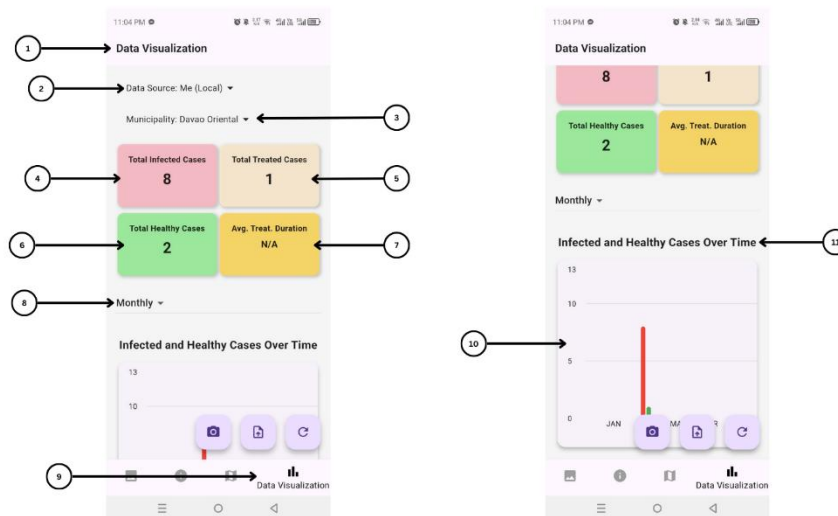 11:04 PM
Data Visualization
1
2
Data Source: Me (Local)
Municipality: Davao Oriental
3
Total Infected Cases
8
Total Treated Cases
1
4
5
Total Healthy Cases
2
Avg. Treat. Duration
N/A
6
7
8
Monthly
Infected and Healthy Cases Over Time
13
10
9
Data Visualization
11:04 PM
Data Visualization
8
1
Total Healthy Cases
2
Avg. Treat. Duration
N/A
Monthly
Infected and Healthy Cases Over Time
11
13
10
10
5
0
JAN
MA
R
Data Visualization